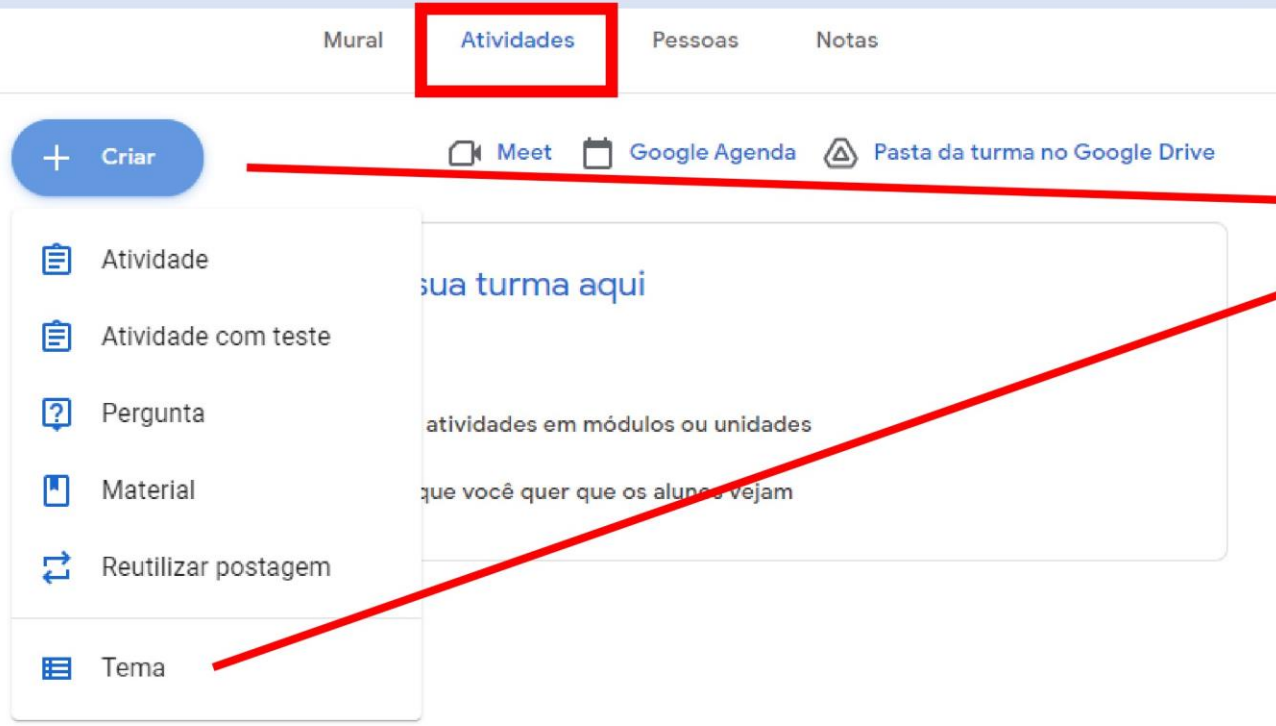 Mural Atividades Pessoas Notas
+ Criar
Meet Google Agenda Pasta da turma no Google Drive
Atividade
sua turma aqui
Atividade com teste
Pergunta
atividades em módulos ou unidades
Material
que você quer que os alunos vejam
Reutilizar postagem
Tema